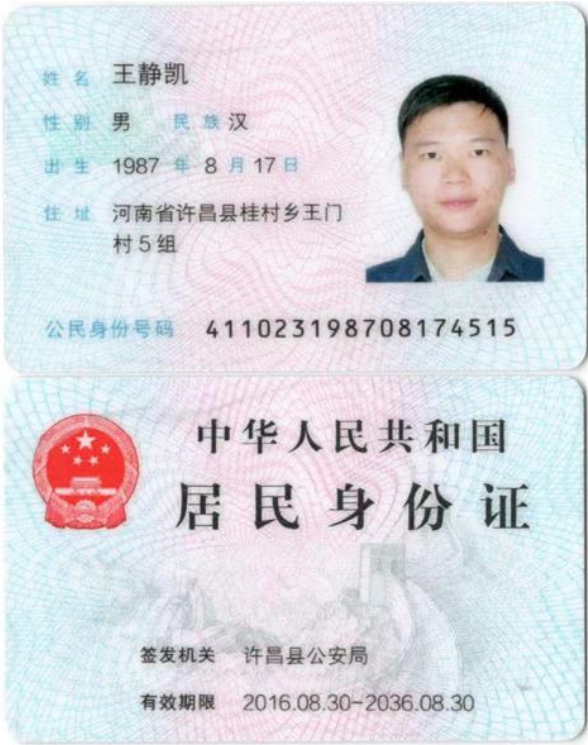 姓名 王静凯
性别 男 民族 汉
出生 1987 年 8 月 17 日
住址 河南省许昌县桂村乡王门
村5组
公民身份号码 411023198708174515
中华人民共和国
居民身份证
签发机关 许昌县公安局
有效期限 2016.08.30-2036.08.30